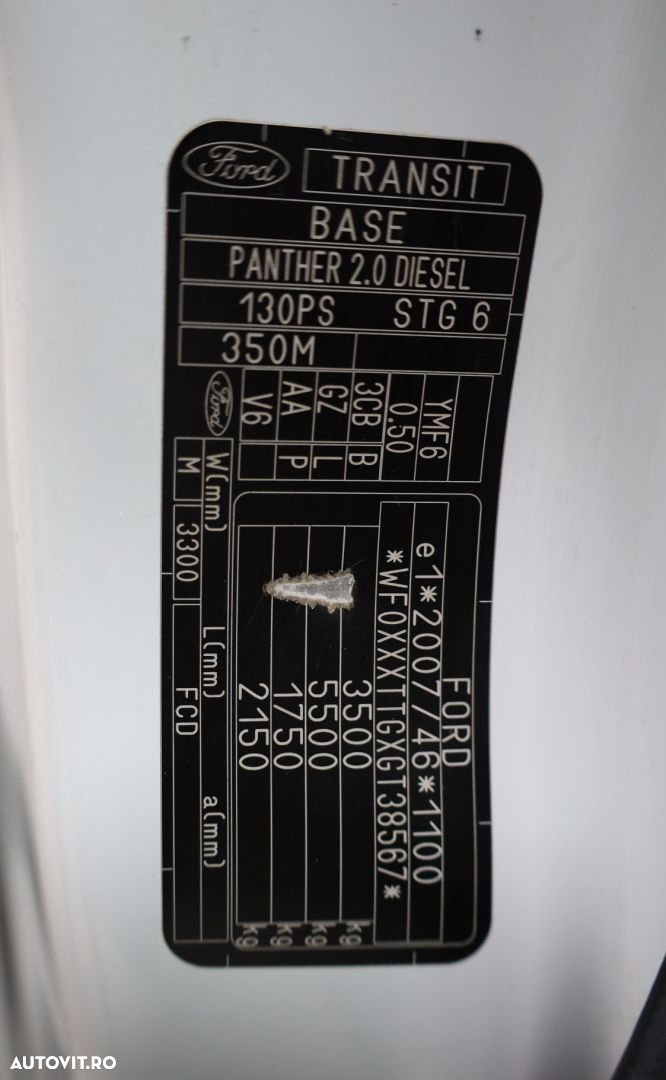 Ford TRANSIT
BASE
PANTHER 2.0 DIESEL
130PS STG 6
350M
YMF6
0.50
3CB B
GZ L
AA P
V6
Ford
FORD
e1*2007/46*1100
*WF0XXXTTGXGT38567*
3500 kg
5500 kg
1750 kg
2150 kg
W(mm) L(mm) a(mm)
M 3300 FCD
AUTOVIT.RO